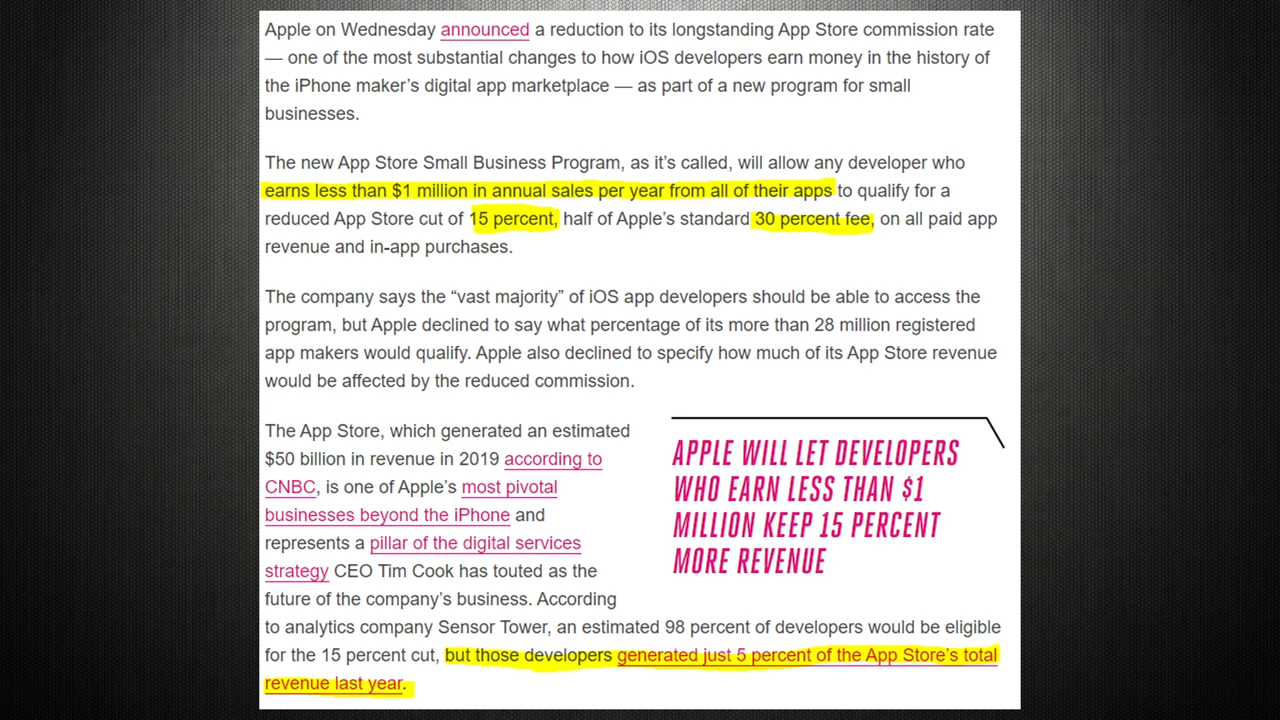 Apple on Wednesday announced a reduction to its longstanding App Store commission rate
— one of the most substantial changes to how iOS developers earn money in the history of
the iPhone maker’s digital app marketplace — as part of a new program for small
businesses.
The new App Store Small Business Program, as it’s called, will allow any developer who
earns less than $1 million in annual sales per year from all of their apps to qualify for a
reduced App Store cut of 15 percent, half of Apple’s standard 30 percent fee, on all paid app
revenue and in-app purchases.
The company says the “vast majority” of iOS app developers should be able to access the
program, but Apple declined to say what percentage of its more than 28 million registered
app makers would qualify. Apple also declined to specify how much of its App Store revenue
would be affected by the reduced commission.
The App Store, which generated an estimated
$50 billion in revenue in 2019 according to
CNBC, is one of Apple’s most pivotal
businesses beyond the iPhone and
represents a pillar of the digital services
strategy CEO Tim Cook has touted as the
future of the company’s business. According
to analytics company Sensor Tower, an estimated 98 percent of developers would be eligible
for the 15 percent cut, but those developers generated just 5 percent of the App Store’s total
revenue last year.
APPLE WILL LET DEVELOPERS
WHO EARN LESS THAN $1
MILLION KEEP 15 PERCENT
MORE REVENUE